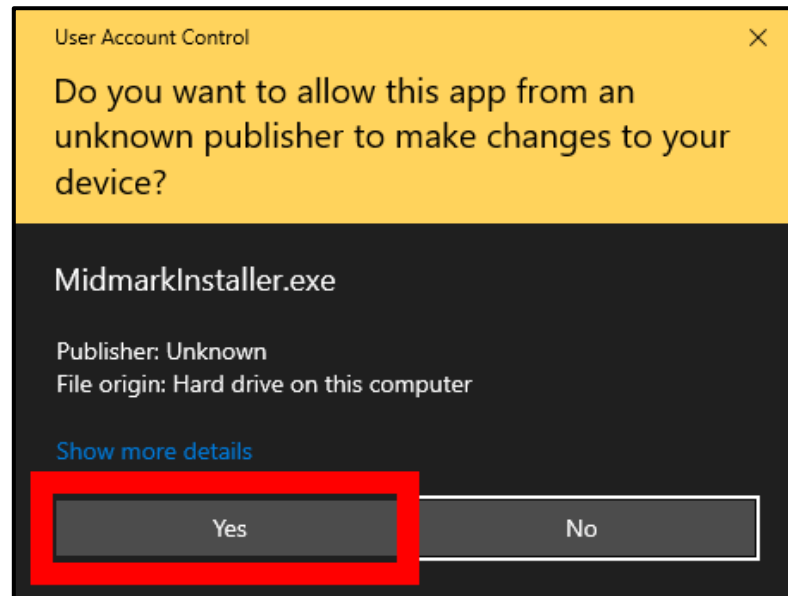 User Account Control
Do you want to allow this app from an
unknown publisher to make changes to your
device?
MidmarkInstaller.exe
Publisher: Unknown
File origin: Hard drive on this computer
Show more details
Yes
No